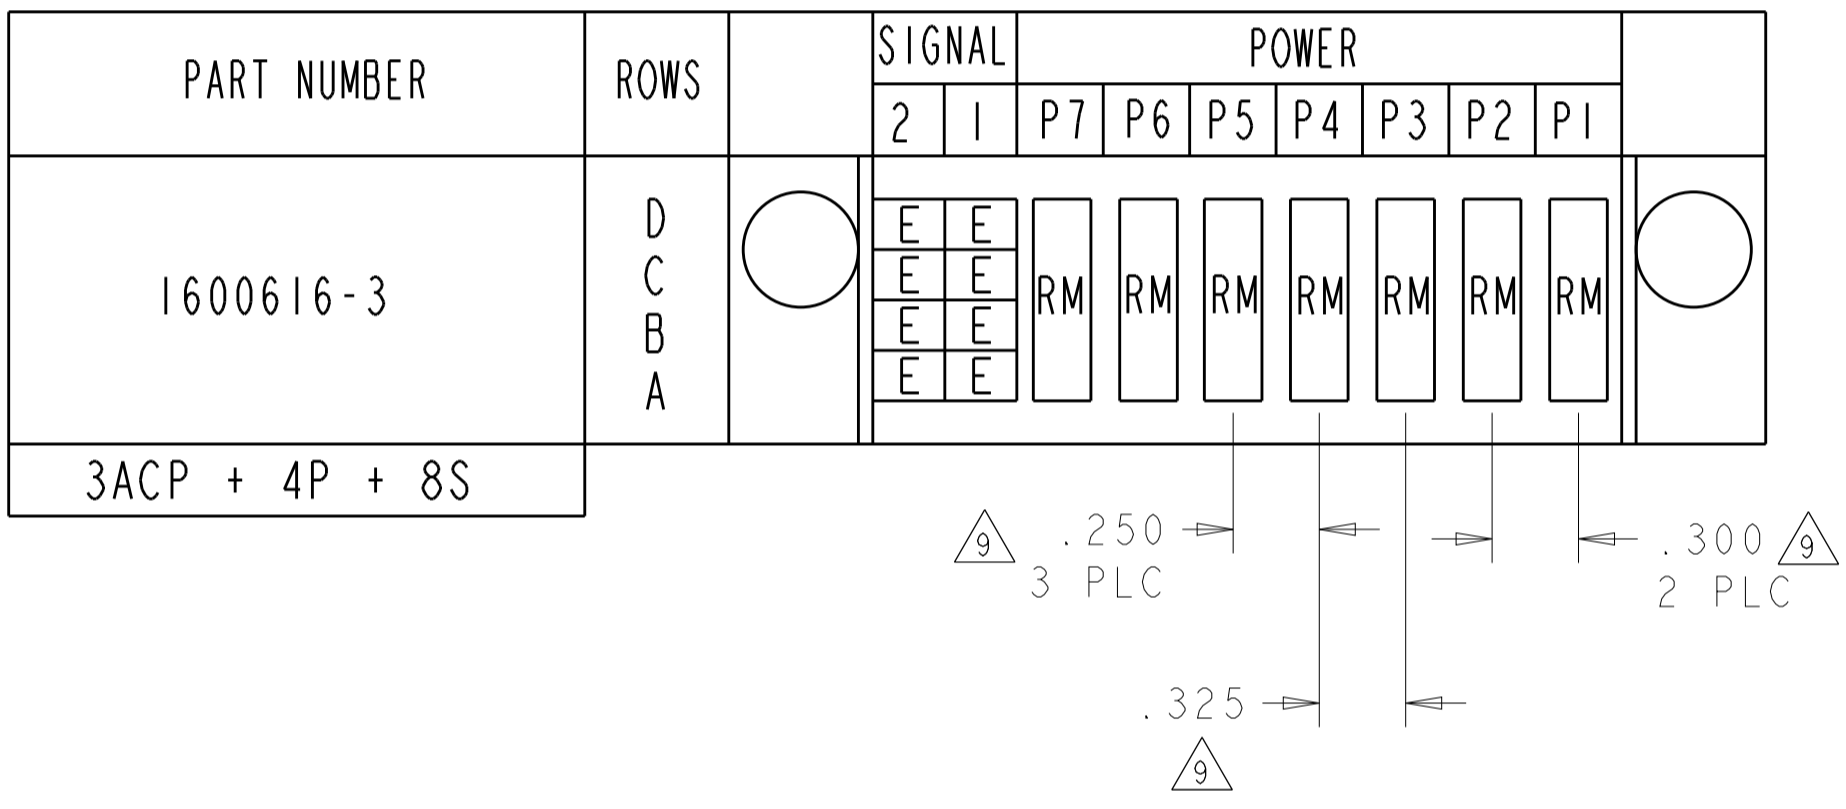 PART NUMBER ROWS SIGNAL POWER
2 1 P7 P6 P5 P4 P3 P2 P1
D E E
C E E
1600616-3 RM RM RM RM RM RM RM
B E E
A E E
3ACP + 4P + 8S
9 .250 .300 9
3 PLC 2 PLC
.325
9